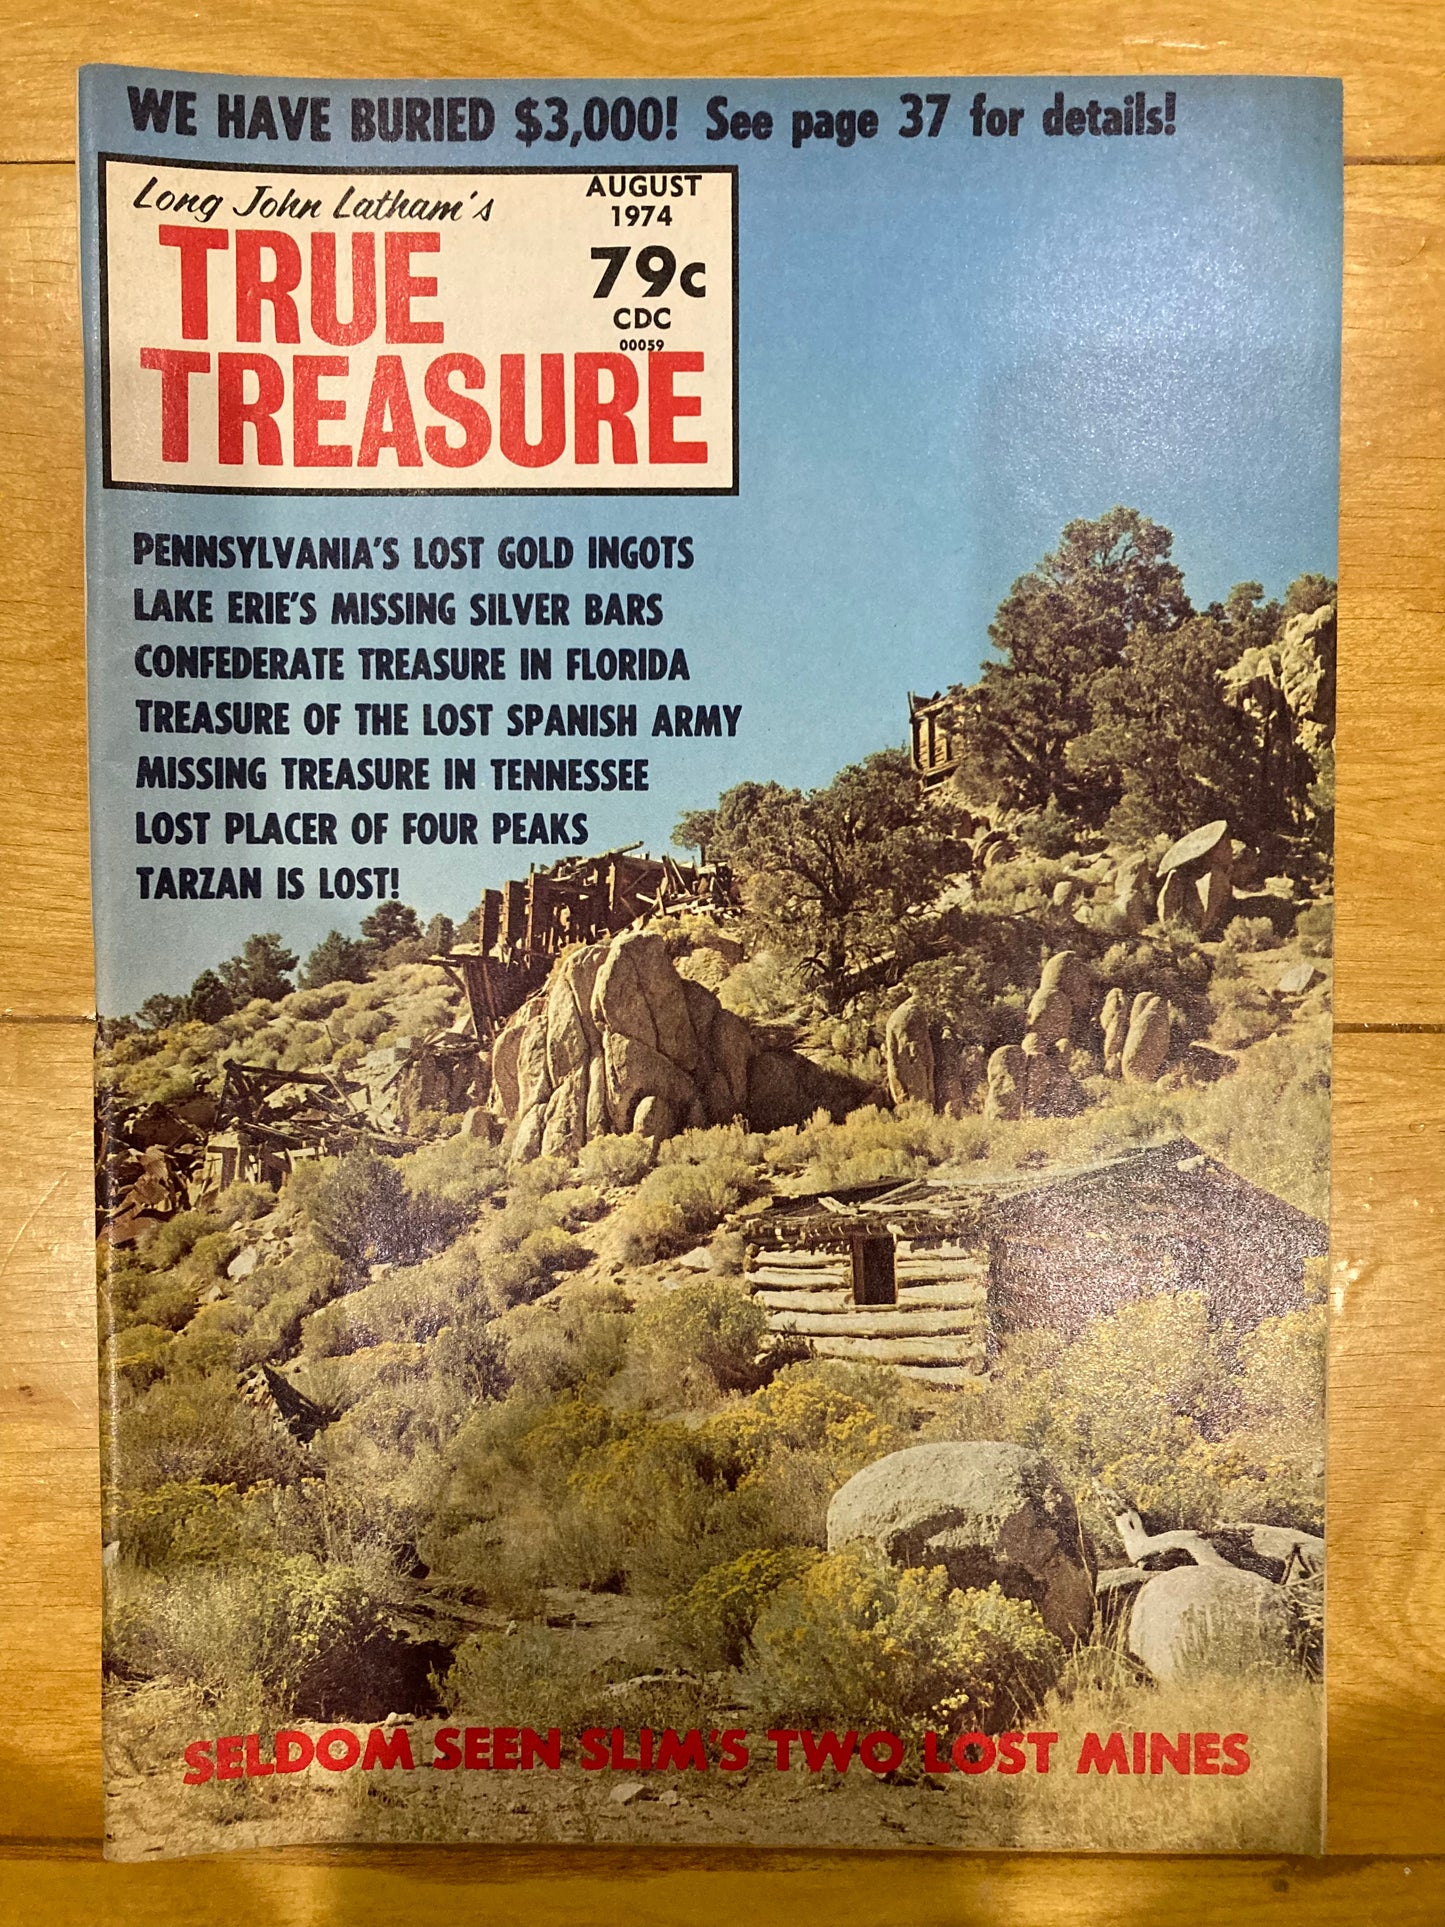 WE HAVE BURIED $3,000! See page 37 for details!
Long John Latham's
TRUE
TREASURE
AUGUST
1974
79c
CDC
00059
PENNSYLVANIA'S LOST GOLD INGOTS
LAKE ERIE'S MISSING SILVER BARS
CONFEDERATE TREASURE IN FLORIDA
TREASURE OF THE LOST SPANISH ARMY
MISSING TREASURE IN TENNESSEE
LOST PLACER OF FOUR PEAKS
TARZAN IS LOST!
SELDOM SEEN SLIM'S TWO LOST MINES